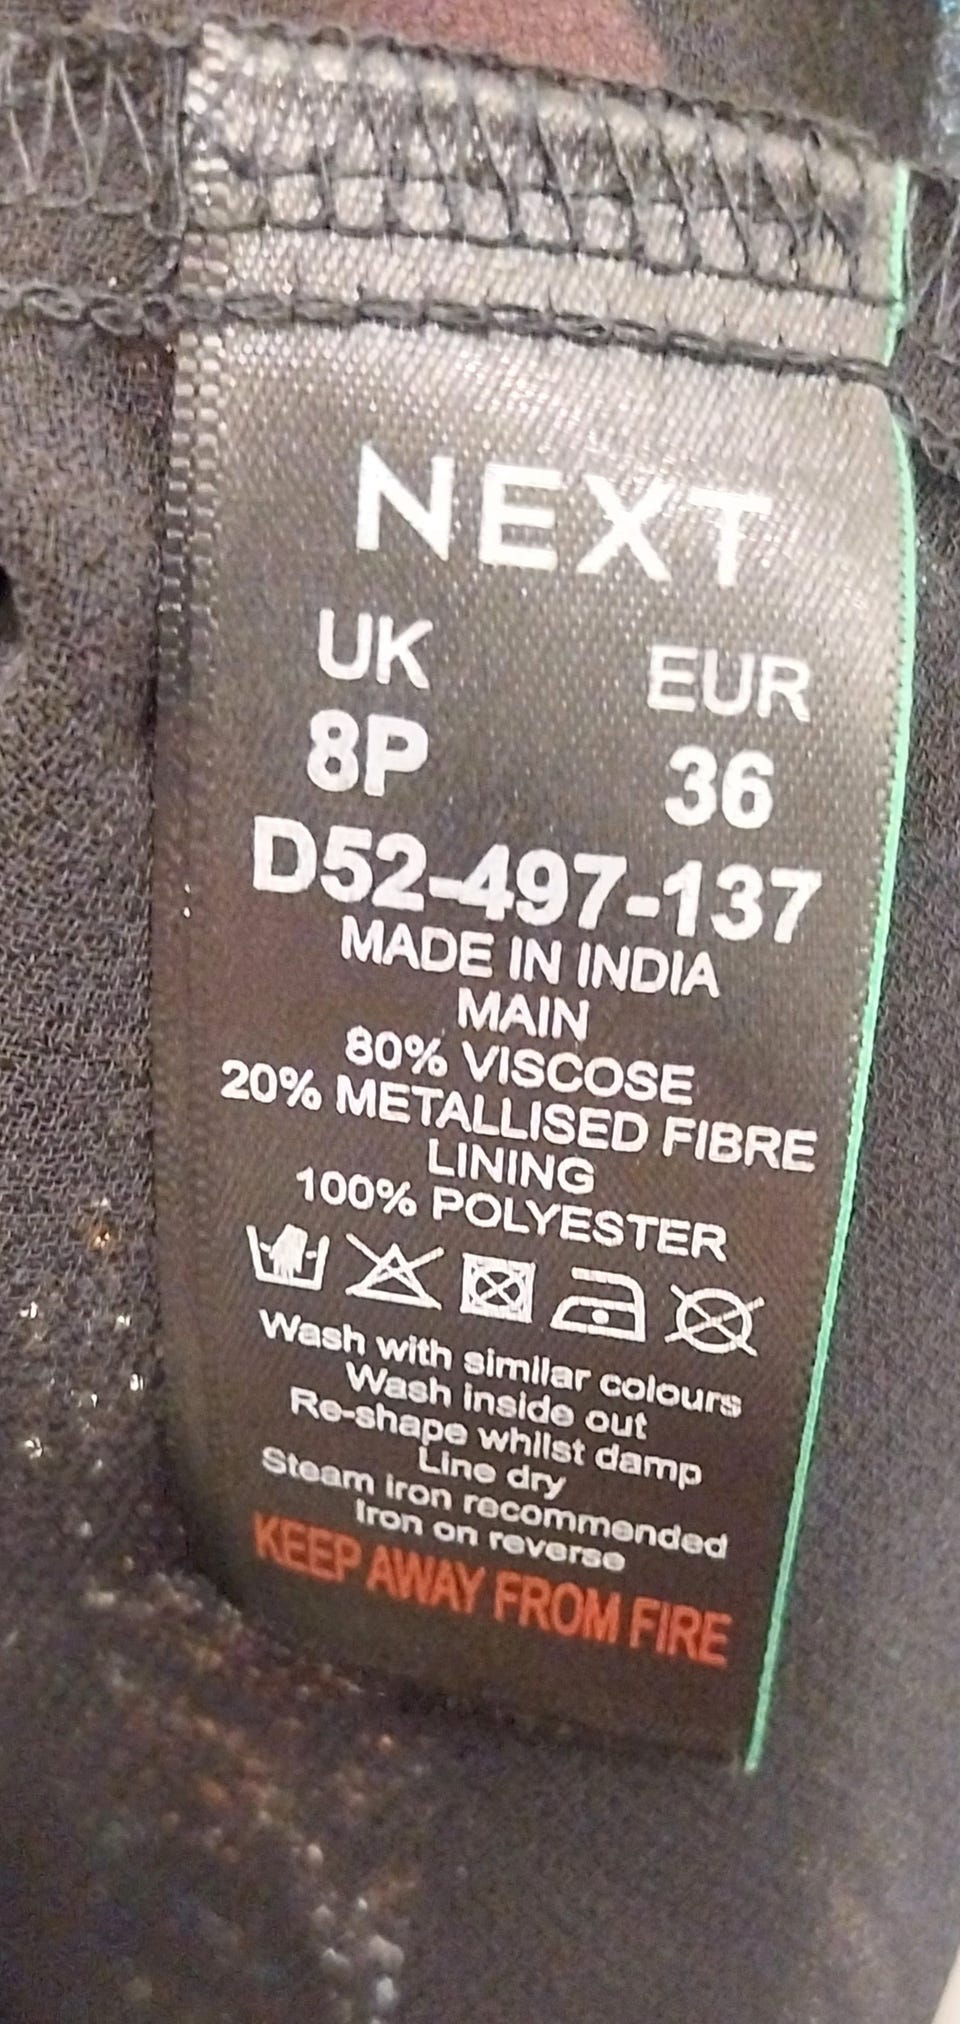 NEXT
UK EUR
8P 36
D52-497-137
MADE IN INDIA
MAIN
80% VISCOSE
20% METALLISED FIBRE
LINING
100% POLYESTER
Wash with similar colours
Wash inside out
Re-shape whilst damp
Line dry
Steam iron recommended
Iron on reverse
KEEP AWAY FROM FIRE